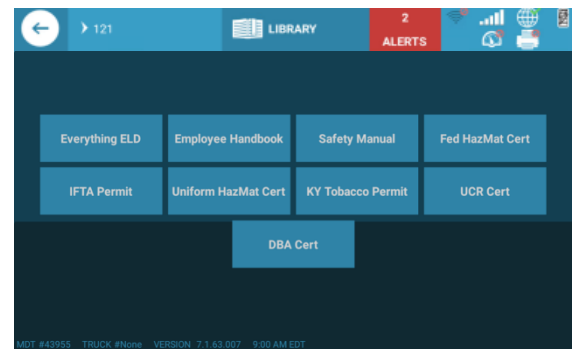 121
LIBRARY
2
ALERTS
Everything ELD
Employee Handbook
Safety Manual
Fed HazMat Cert
IFTA Permit
Uniform HazMat Cert
KY Tobacco Permit
UCR Cert
DBA Cert
MDT #43955 TRUCK #None VERSION 7.1.63.007 9:00 AM EDT